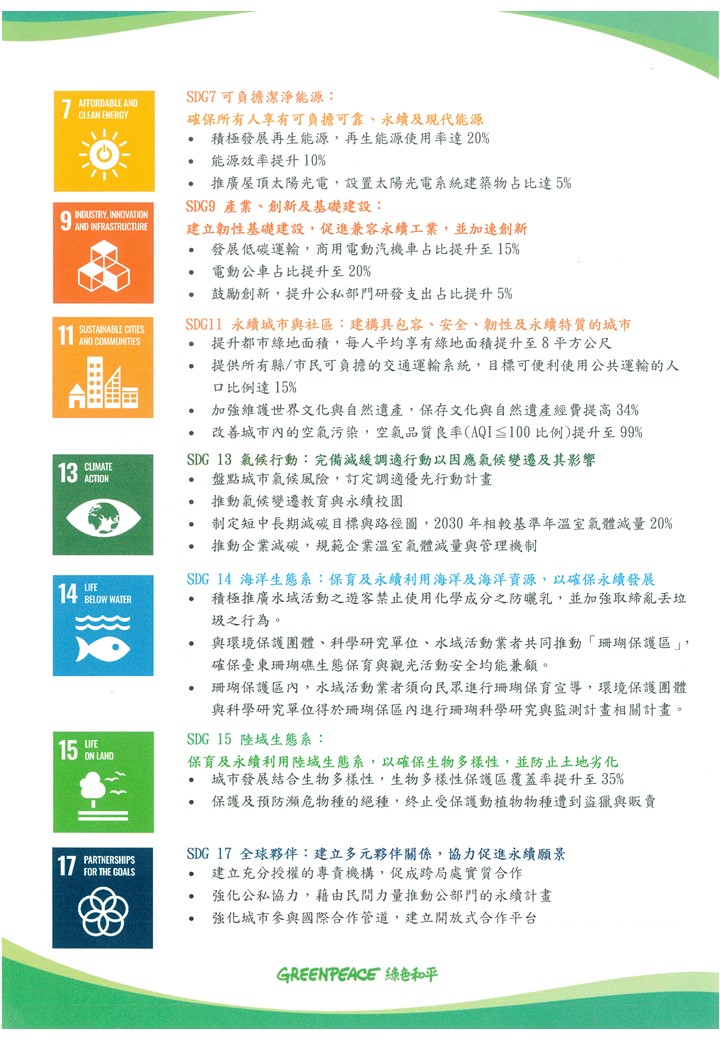 7 AFFORDABLE AND
CLEAN ENERGY
SDG7 可負擔潔淨能源：
確保所有人享有可負擔可靠、永續及現代能源
• 積極發展再生能源，再生能源使用率達 20%
• 能源效率提升 10%
• 推廣屋頂太陽光電，設置太陽光電系統建築物占比達 5%
9 INDUSTRY, INNOVATION
AND INFRASTRUCTURE
SDG9 產業、創新及基礎建設：
建立韌性基礎建設，促進兼容永續工業，並加速創新
• 發展低碳運輸，商用電動汽機車占比提升至 15%
• 電動公車占比提升至 20%
• 鼓勵創新，提升公私部門研發支出占比提升 5%
11 SUSTAINABLE CITIES
AND COMMUNITIES
SDG11 永續城市與社區：建構具包容、安全、韌性及永續特質的城市
• 提升都市綠地面積，每人平均享有綠地面積提升至 8 平方公尺
• 提供所有縣/市民可負擔的交通運輸系統，目標可便利使用公共運輸的人
口比例達 15%
• 加強維護世界文化與自然遺產，保存文化與自然遺產經費提高 34%
• 改善城市內的空氣污染，空氣品質良率(AQI≦100 比例)提升至 99%
13 CLIMATE
ACTION
SDG 13 氣候行動：完備減緩調適行動以因應氣候變遷及其影響
• 盤點城市氣候風險，訂定調適優先行動計畫
• 推動氣候變遷教育與永續校園
• 制定短中長期減碳目標與路徑圖，2030 年相較基準年溫室氣體減量 20%
• 推動企業減碳，規範企業溫室氣體減量與管理機制
14 LIFE
BELOW WATER
SDG 14 海洋生態系：保育及永續利用海洋及海洋資源，以確保永續發展
• 積極推廣水域活動之遊客禁止使用化學成分之防曬乳，並加強取締亂丟垃
圾之行為。
• 與環境保護團體、科學研究單位、水域活動業者共同推動「珊瑚保護區」，
確保臺東珊瑚礁生態保育與觀光活動安全均能兼顧。
• 珊瑚保護區內，水域活動業者須向民眾進行珊瑚保育宣導，環境保護團體
與科學研究單位得於珊瑚保區內進行珊瑚科學研究與監測計畫相關計畫。
15 LIFE
ON LAND
SDG 15 陸域生態系：
保育及永續利用陸域生態系，以確保生物多樣性，並防止土地劣化
• 城市發展結合生物多樣性，生物多樣性保護區覆蓋率提升至 35%
• 保護及預防瀕危物種的絕種，終止受保護動植物物種遭到盜獵與販賣
17 PARTNERSHIPS
FOR THE GOALS
SDG 17 全球夥伴：建立多元夥伴關係，協力促進永續願景
• 建立充分授權的專責機構，促成跨局處實質合作
• 強化公私協力，藉由民間力量推動公部門的永續計畫
• 強化城市參與國際合作管道，建立開放式合作平台
GREENPEACE 綠色和平